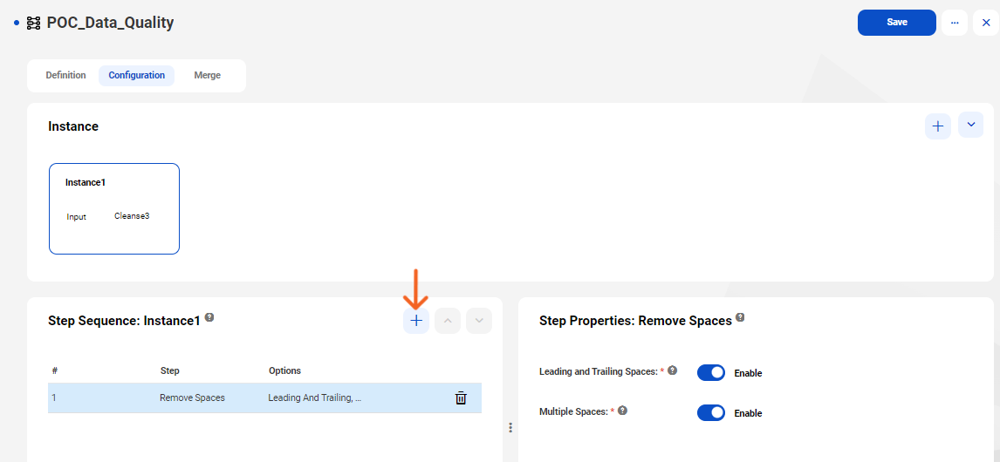 POC_Data_Quality
Save
Definition Configuration Merge
Instance
Instance1
Input Cleanse3
Step Sequence: Instance1
# Step Options
1 Remove Spaces Leading And Trailing, ...
Step Properties: Remove Spaces
Leading and Trailing Spaces: * Enable
Multiple Spaces: * Enable